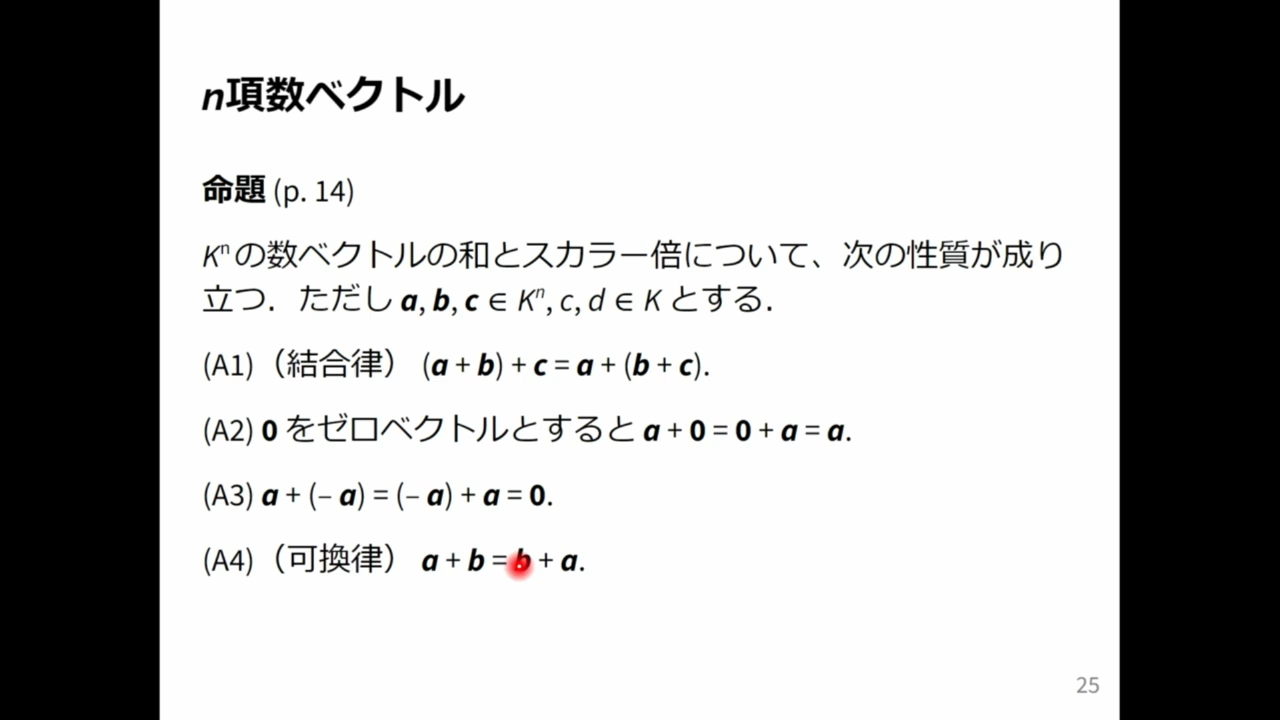 n項数ベクトル
命題 (p. 14)
Kⁿ の数ベクトルの和とスカラー倍について、次の性質が成り
立つ．ただし a, b, c ∈ Kⁿ, c, d ∈ K とする．
(A1)（結合律） (a + b) + c = a + (b + c).
(A2) 0 をゼロベクトルとすると a + 0 = 0 + a = a.
(A3) a + (– a) = (– a) + a = 0.
(A4)（可換律） a + b = b + a.
25